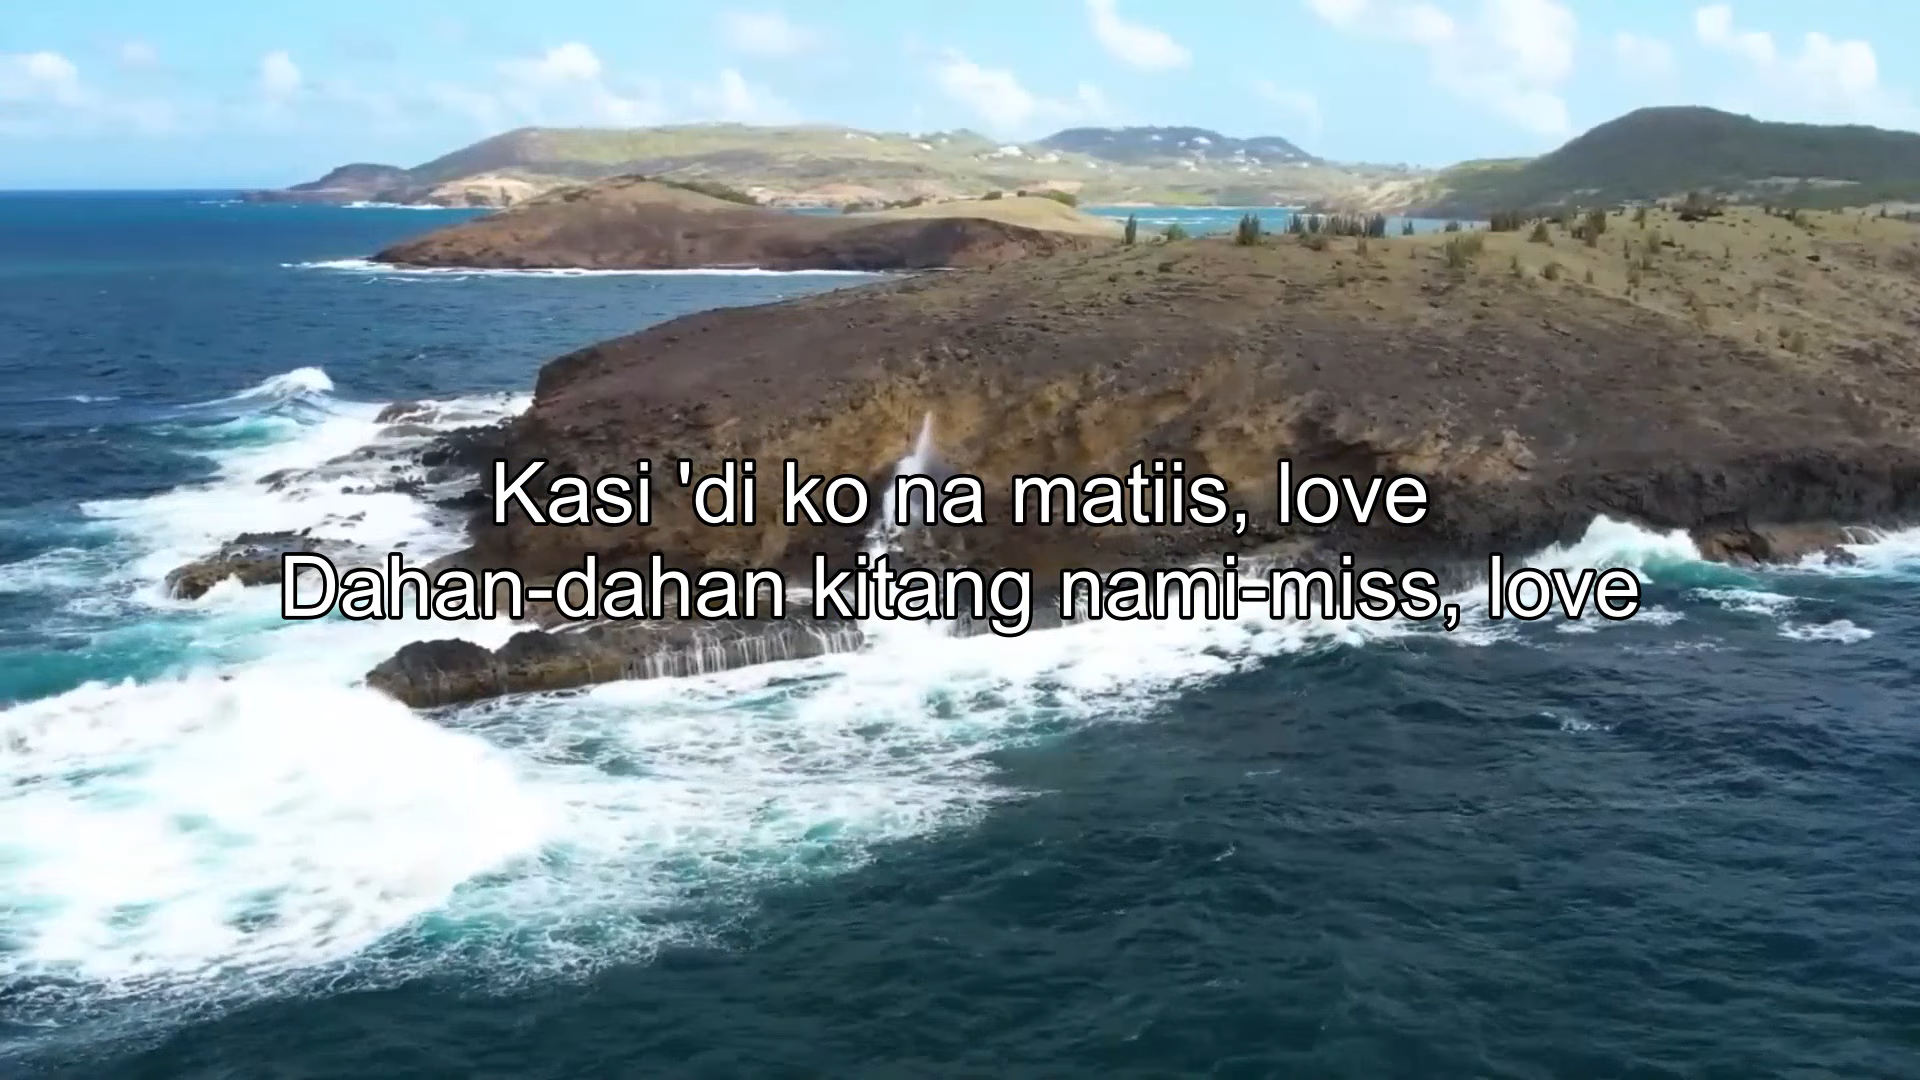 Kasi 'di ko na matiis, love
Dahan-dahan kitang nami-miss, love